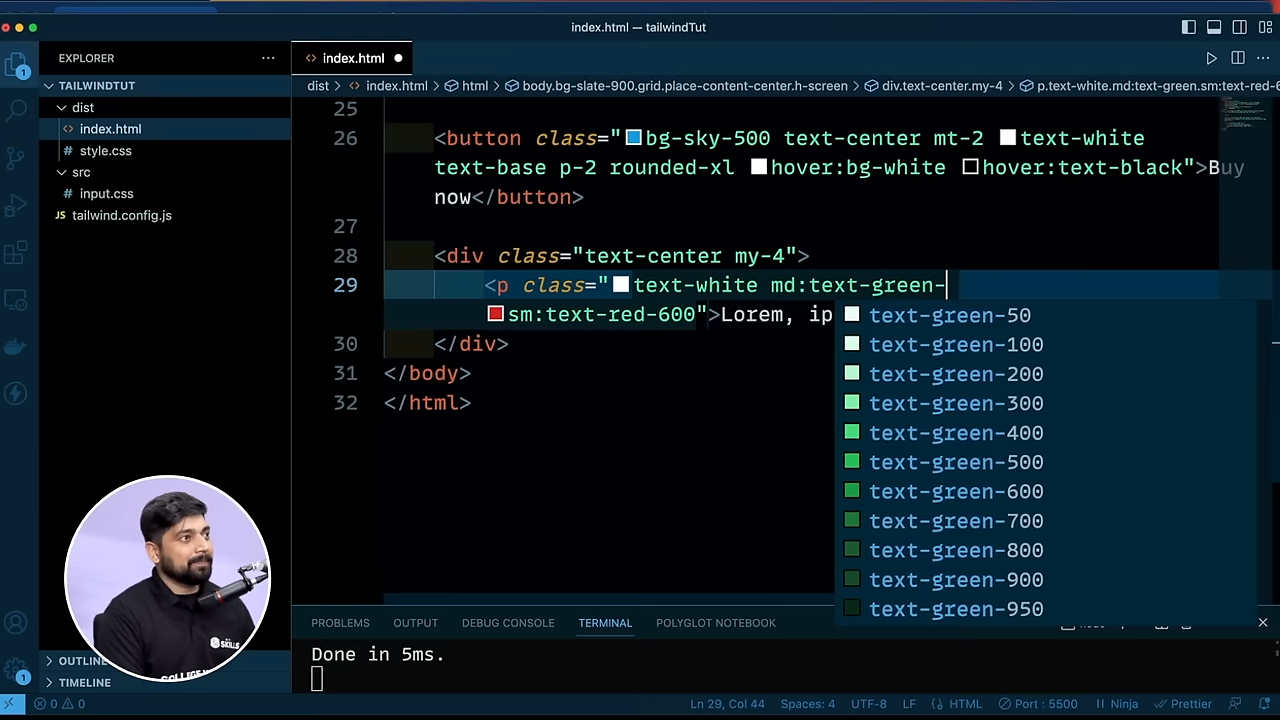 index.html — tailwindTut
EXPLORER
index.html
TAILWINDTUT
dist
index.html
style.css
src
input.css
JS tailwind.config.js
OUTLINE
TIMELINE
dist > index.html > html > body.bg-slate-900.grid.place-content-center.h-screen > div.text-center.my-4 > p.text-white.md:text-green.sm:text-red-6
25
26 <button class="bg-sky-500 text-center mt-2 text-white
text-base p-2 rounded-xl hover:bg-white hover:text-black">Buy
now</button>
27
28 <div class="text-center my-4">
29 <p class="text-white md:text-green-
sm:text-red-600">Lorem, ip
30 </div>
31 </body>
32 </html>
text-green-50
text-green-100
text-green-200
text-green-300
text-green-400
text-green-500
text-green-600
text-green-700
text-green-800
text-green-900
text-green-950
PROBLEMS
OUTPUT
DEBUG CONSOLE
TERMINAL
POLYGLOT NOTEBOOK
Done in 5ms.
SKILLS
1
1
0 0
Ln 29, Col 44
Spaces: 4
UTF-8
LF
HTML
Port : 5500
Ninja
Prettier